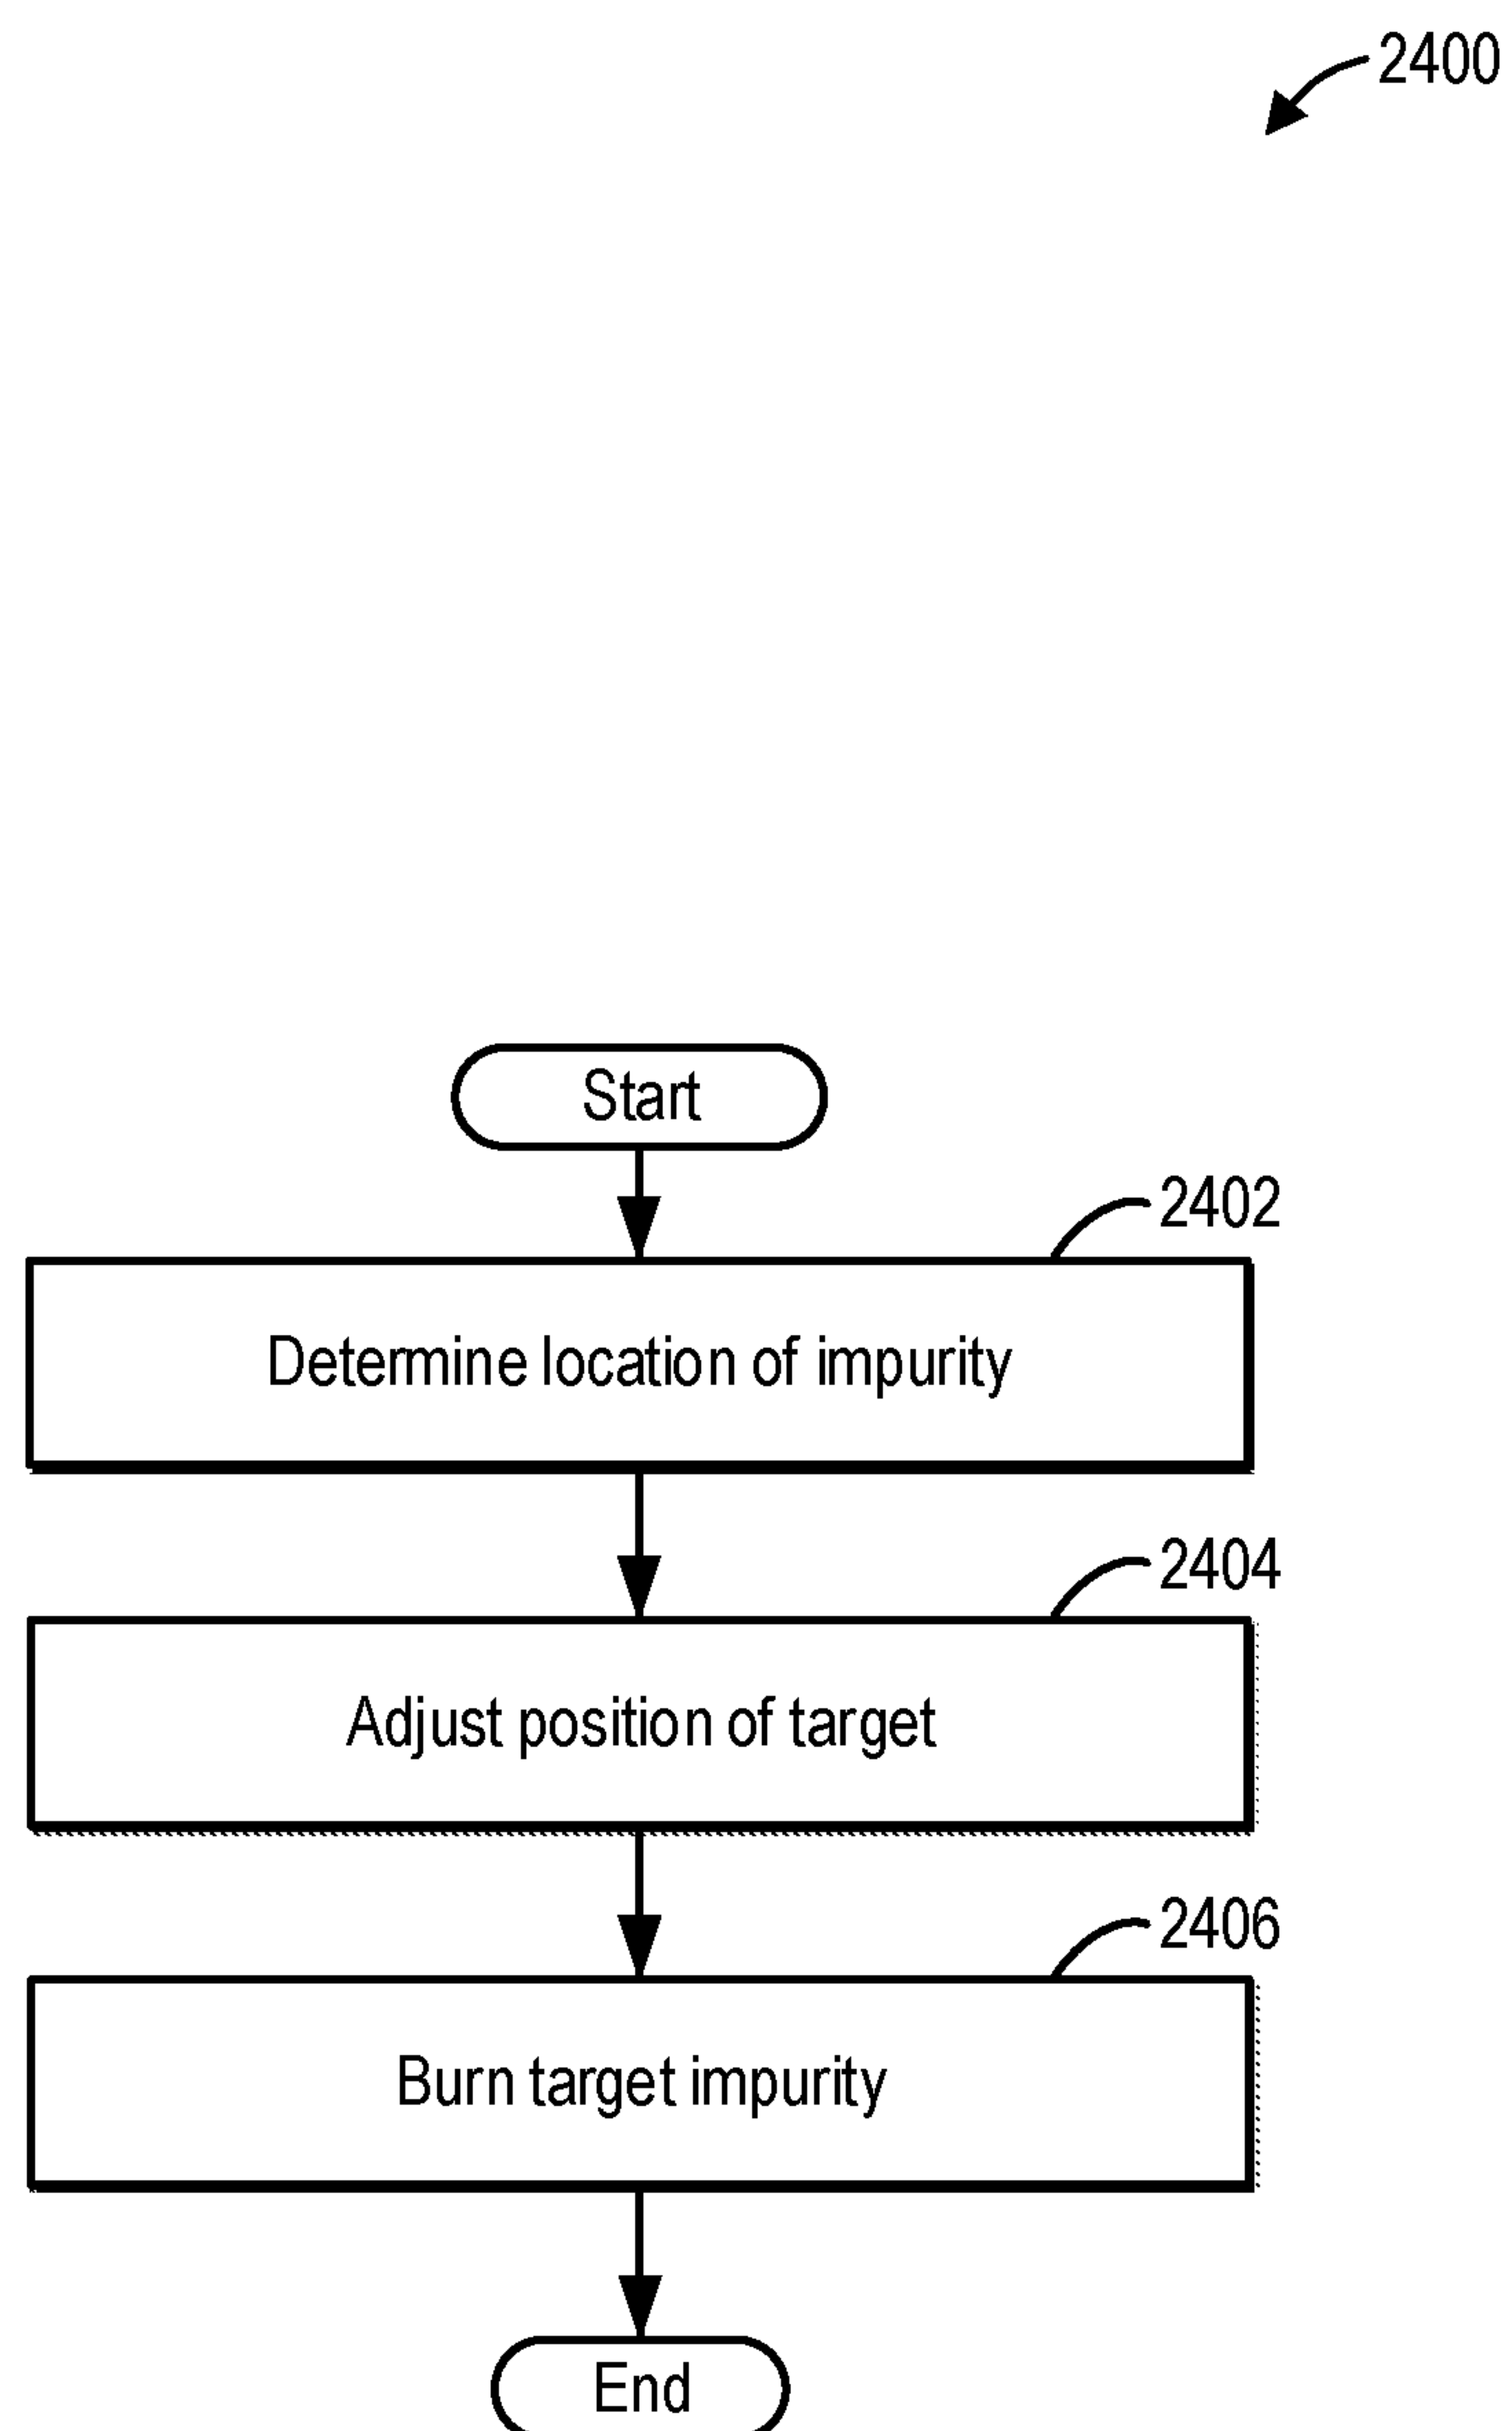 2400
Start
2402
Determine location of impurity
2404
Adjust position of target
2406
Burn target impurity
End